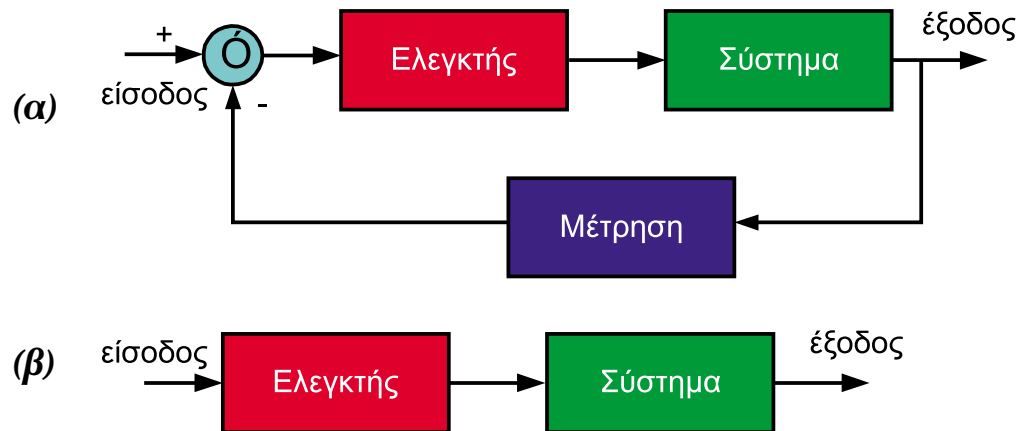 (α)
+
είσοδος
Ó
-
Ελεγκτής
Σύστημα
έξοδος
Μέτρηση
(β)
είσοδος
Ελεγκτής
Σύστημα
έξοδος